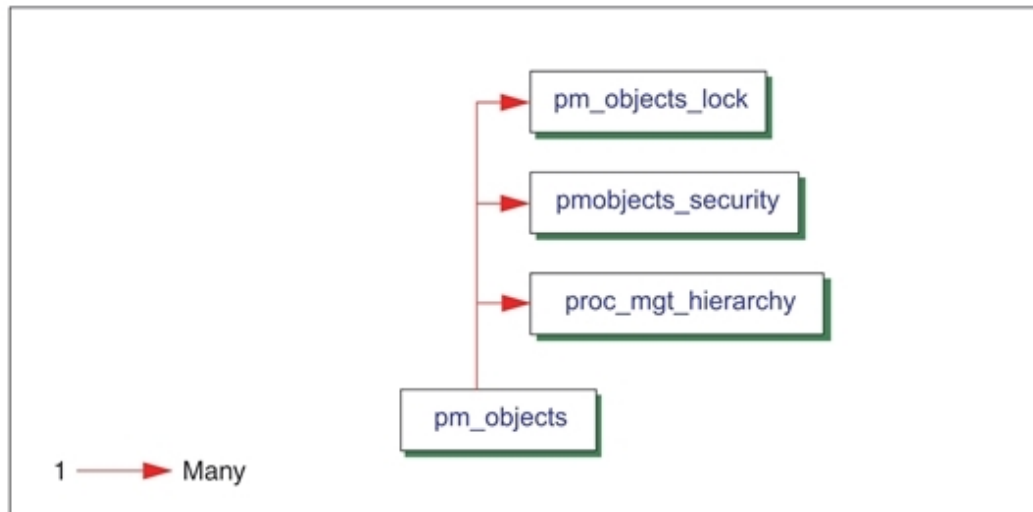 pm_objects_lock
pmobjects_security
proc_mgt_hierarchy
pm_objects
1 Many